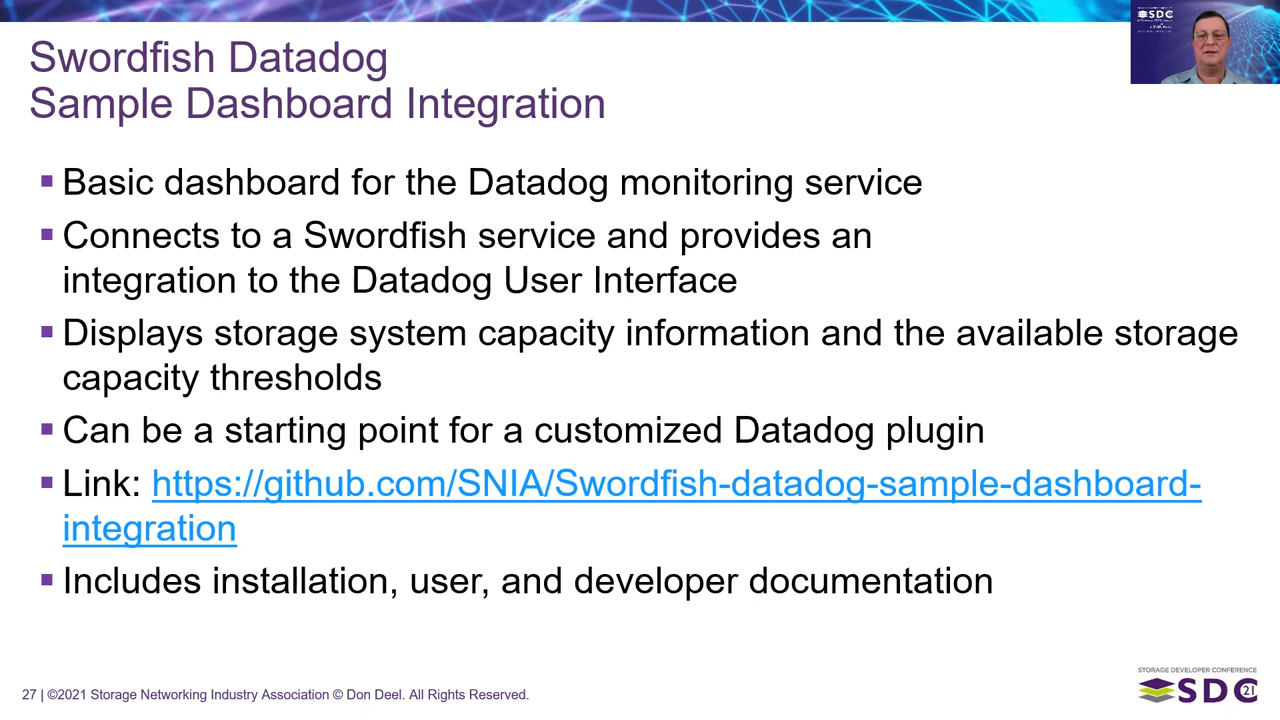 Swordfish Datadog
Sample Dashboard Integration
SDC
▪ Basic dashboard for the Datadog monitoring service
▪ Connects to a Swordfish service and provides an
integration to the Datadog User Interface
▪ Displays storage system capacity information and the available storage
capacity thresholds
▪ Can be a starting point for a customized Datadog plugin
▪ Link: https://github.com/SNIA/Swordfish-datadog-sample-dashboard-
integration
▪ Includes installation, user, and developer documentation
27 | ©2021 Storage Networking Industry Association © Don Deel. All Rights Reserved.
STORAGE DEVELOPER CONFERENCE
SDC 21